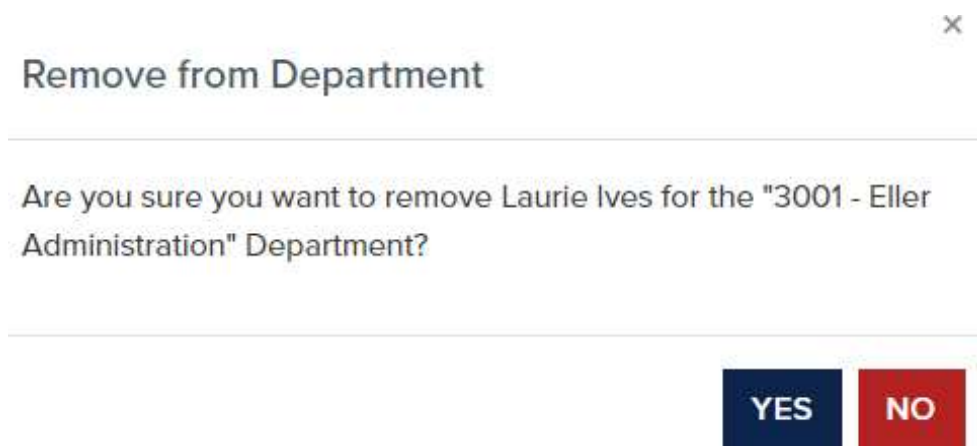 ×
Remove from Department
Are you sure you want to remove Laurie Ives for the "3001 - Eller
Administration" Department?
YES NO